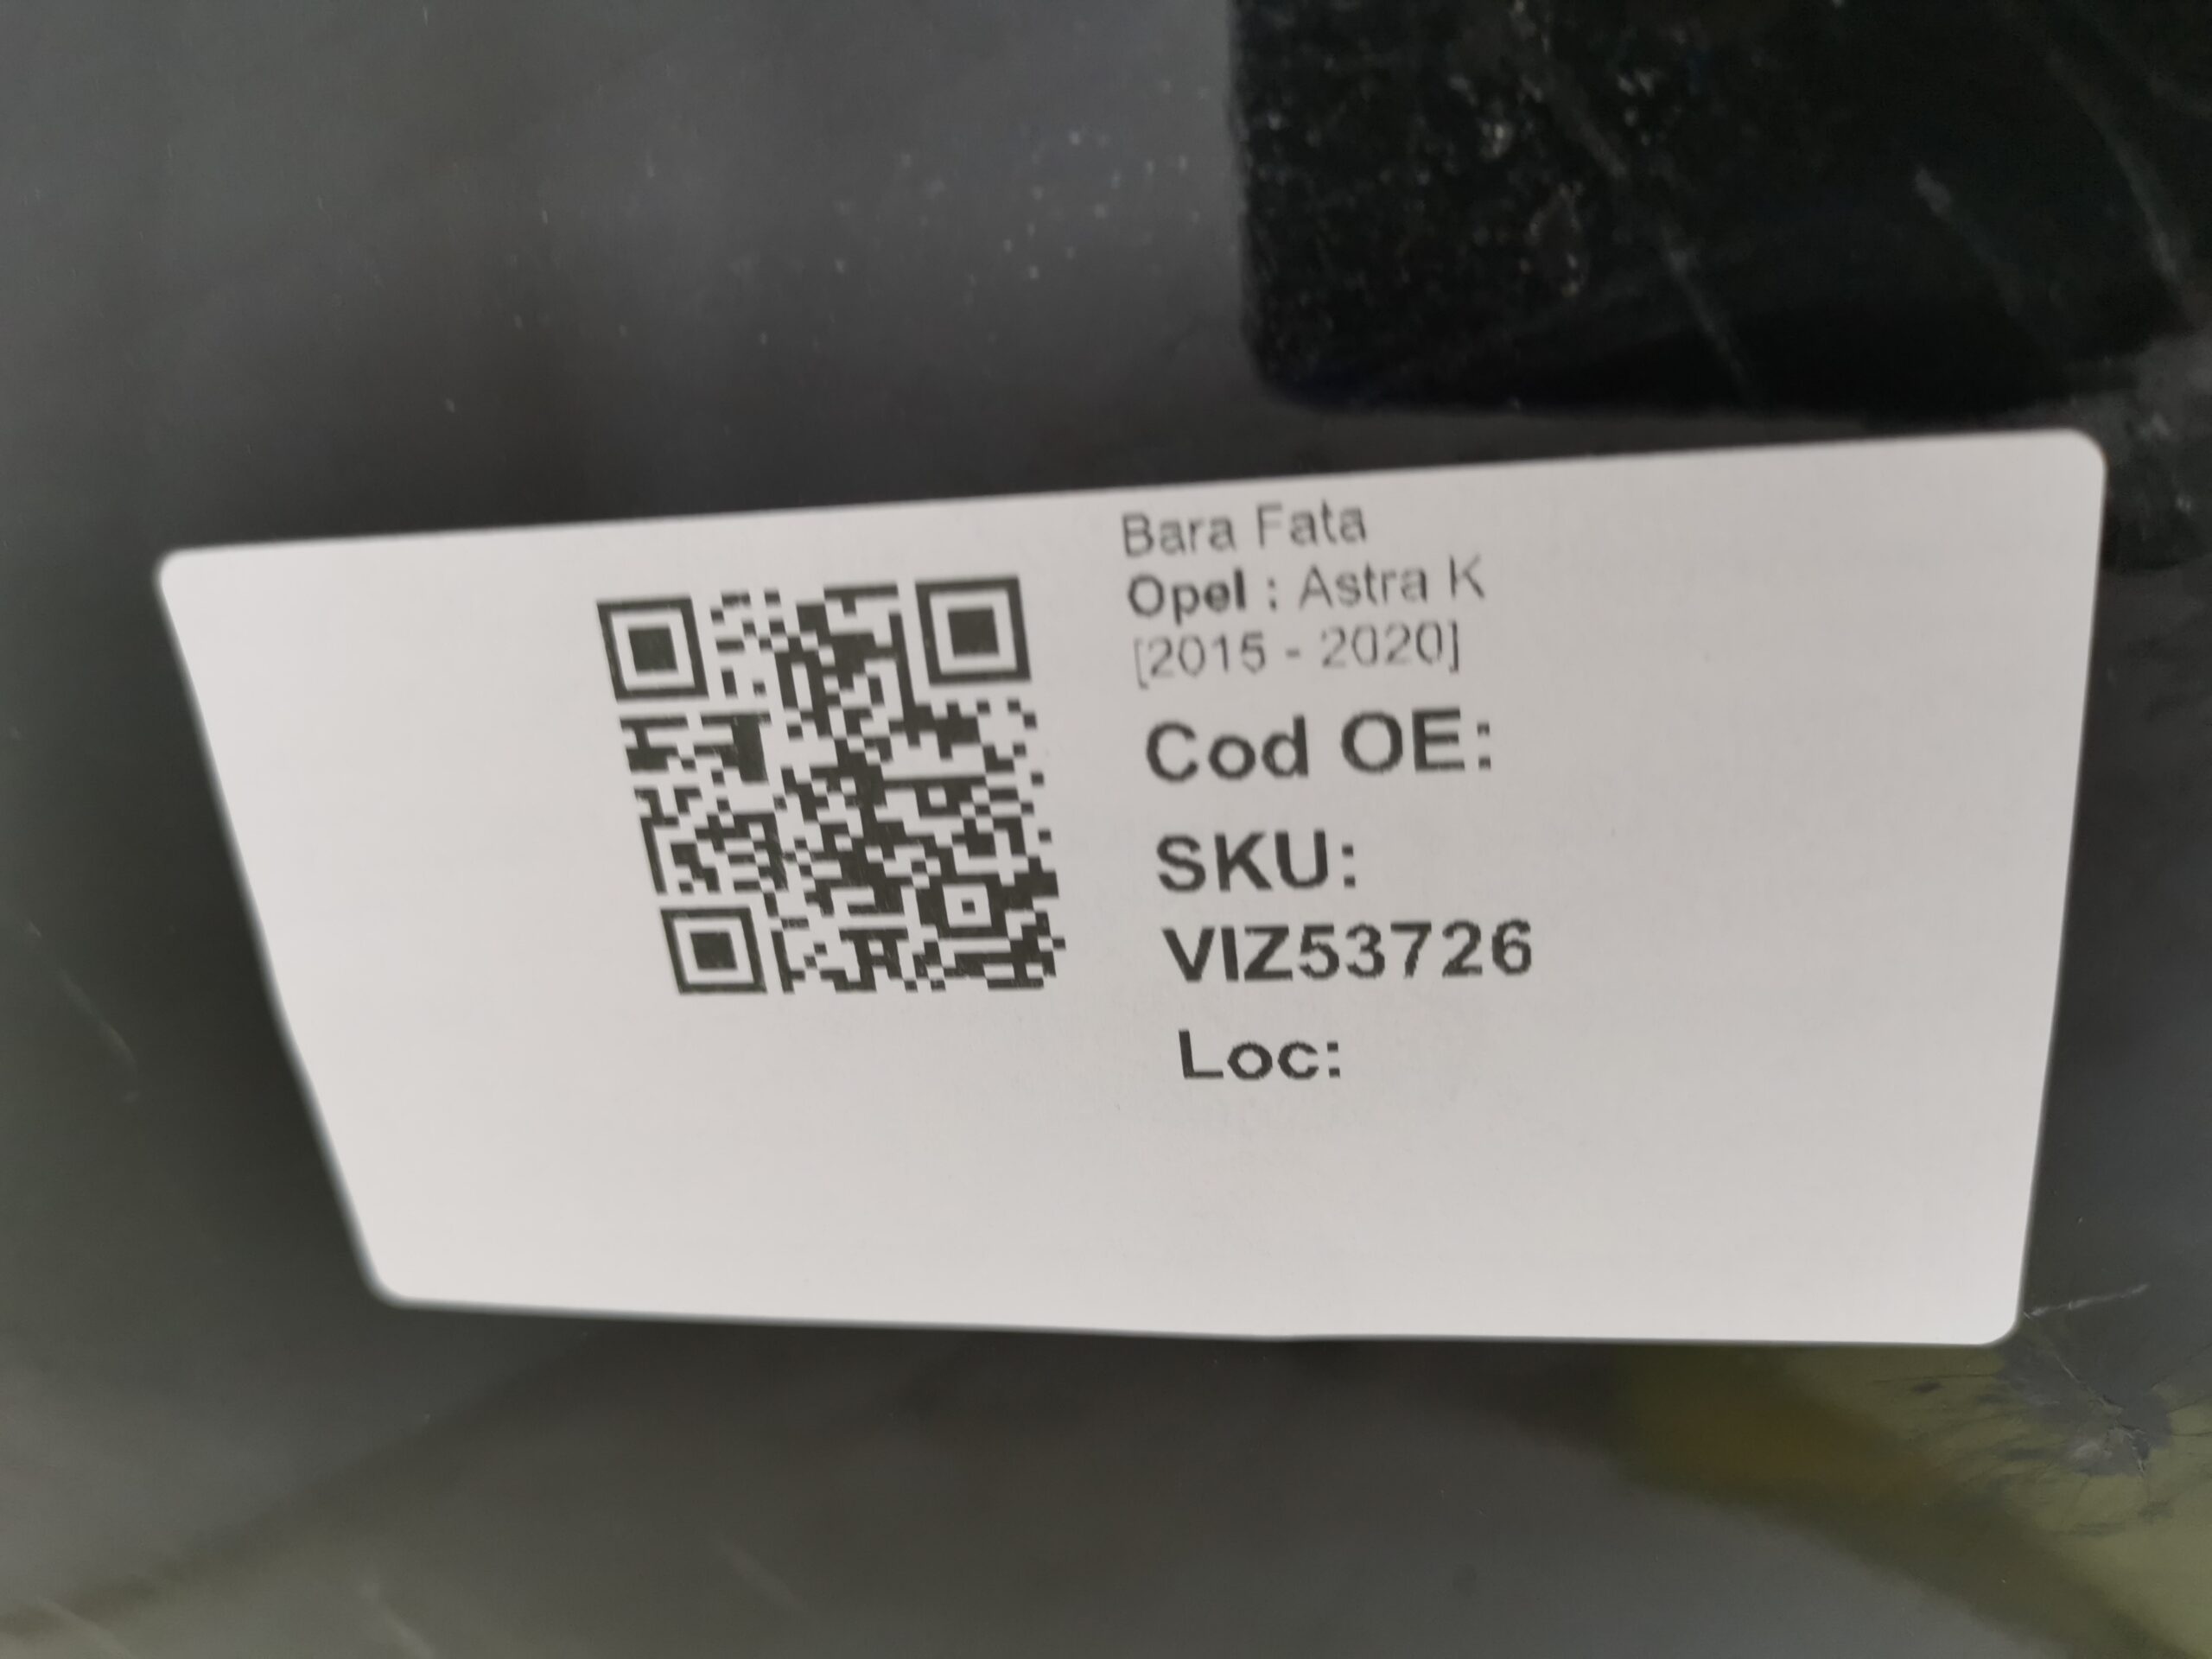 Bara Fata
Opel : Astra K
[2015 - 2020]
Cod OE:
SKU:
VIZ53726
Loc: